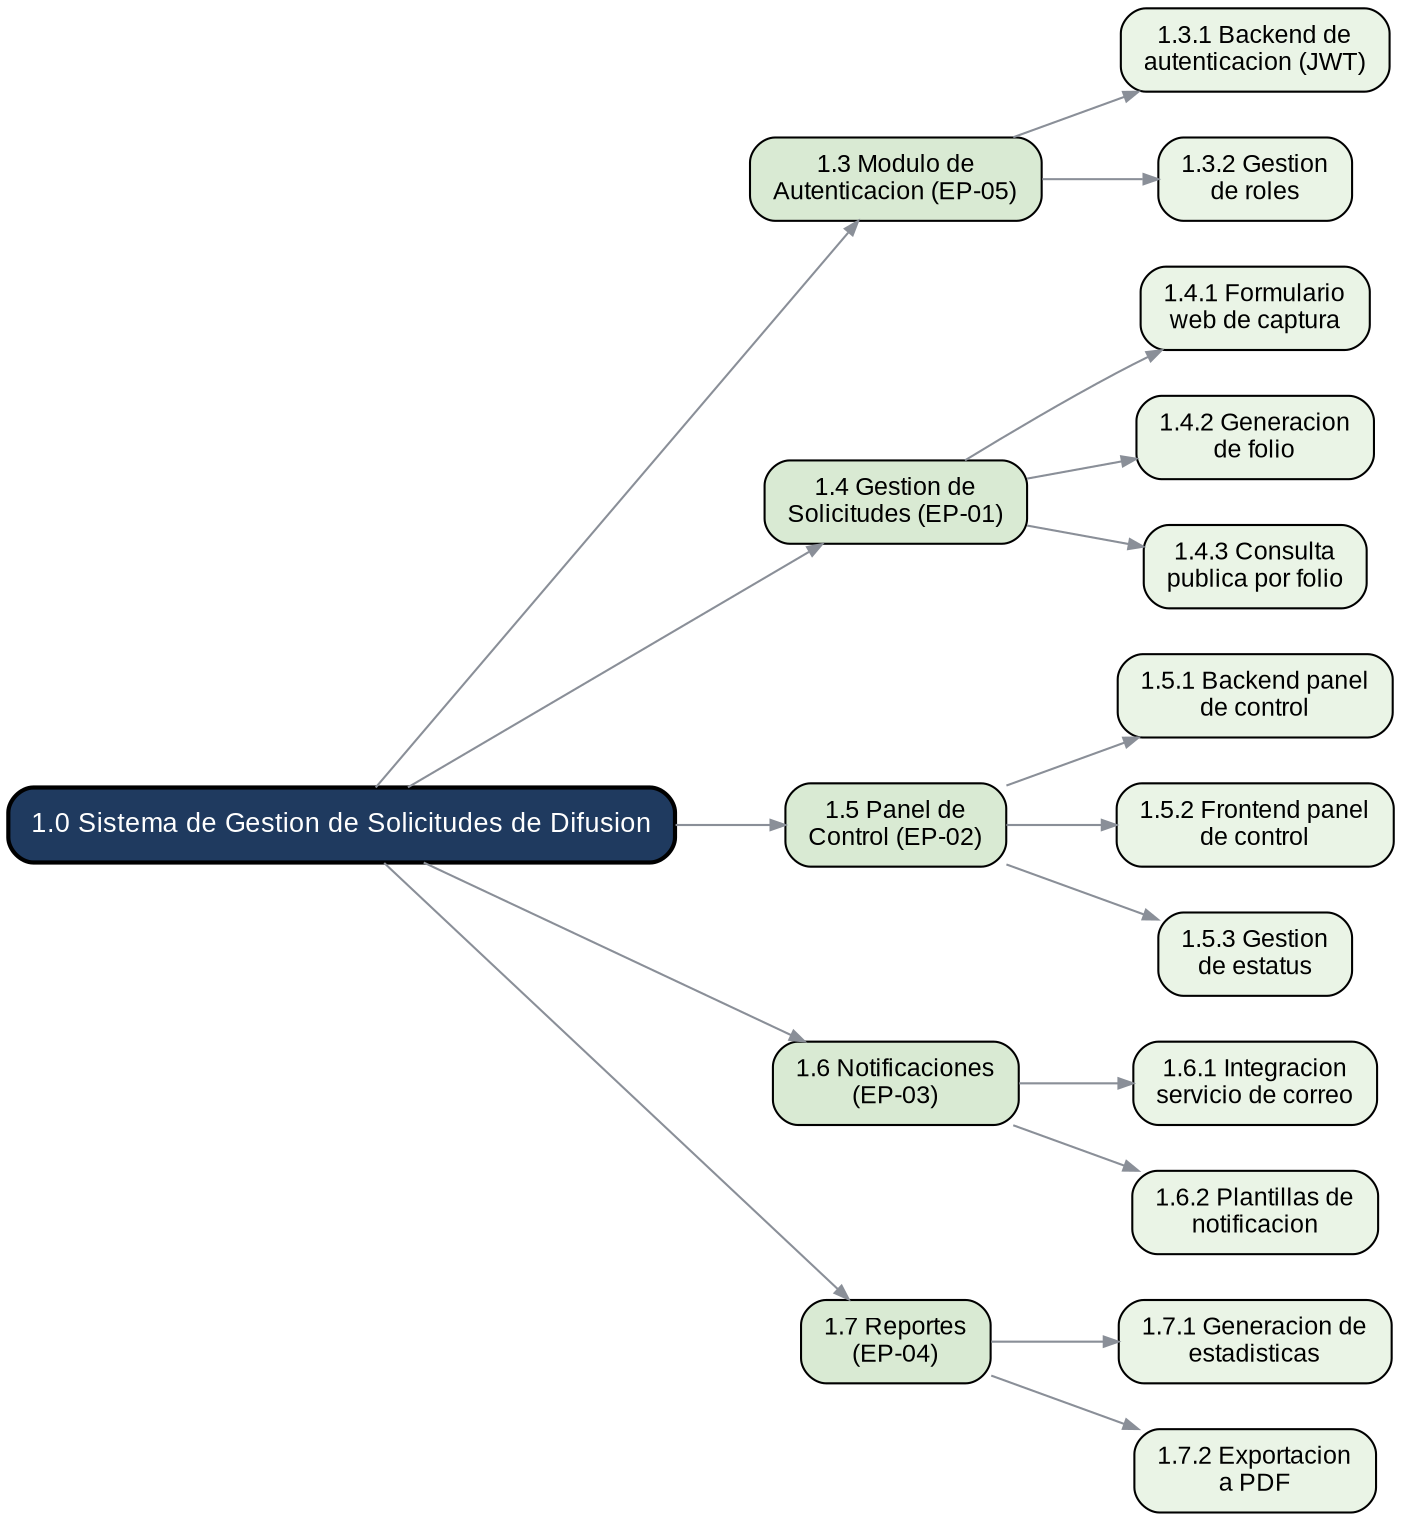 1.3.1 Backend de
autenticacion (JWT)
1.3 Modulo de
Autenticacion (EP-05)
1.3.2 Gestion
de roles
1.4.1 Formulario
web de captura
1.4.2 Generacion
de folio
1.4 Gestion de
Solicitudes (EP-01)
1.4.3 Consulta
publica por folio
1.5.1 Backend panel
de control
1.0 Sistema de Gestion de Solicitudes de Difusion
1.5 Panel de
Control (EP-02)
1.5.2 Frontend panel
de control
1.5.3 Gestion
de estatus
1.6 Notificaciones
(EP-03)
1.6.1 Integracion
servicio de correo
1.6.2 Plantillas de
notificacion
1.7 Reportes
(EP-04)
1.7.1 Generacion de
estadisticas
1.7.2 Exportacion
a PDF